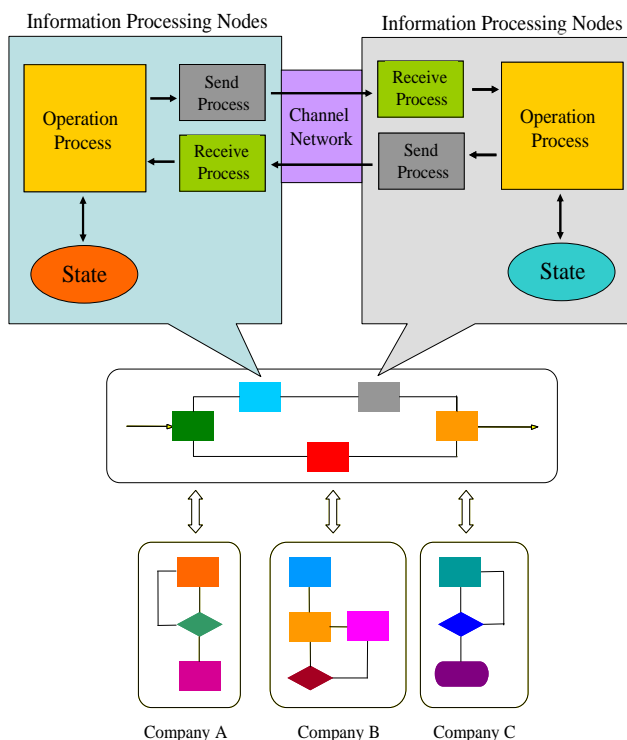 Information Processing Nodes
Information Processing Nodes
Operation
Process
Send
Process
Receive
Process
State
Channel
Network
Receive
Process
Send
Process
Operation
Process
State
Company A
Company B
Company C